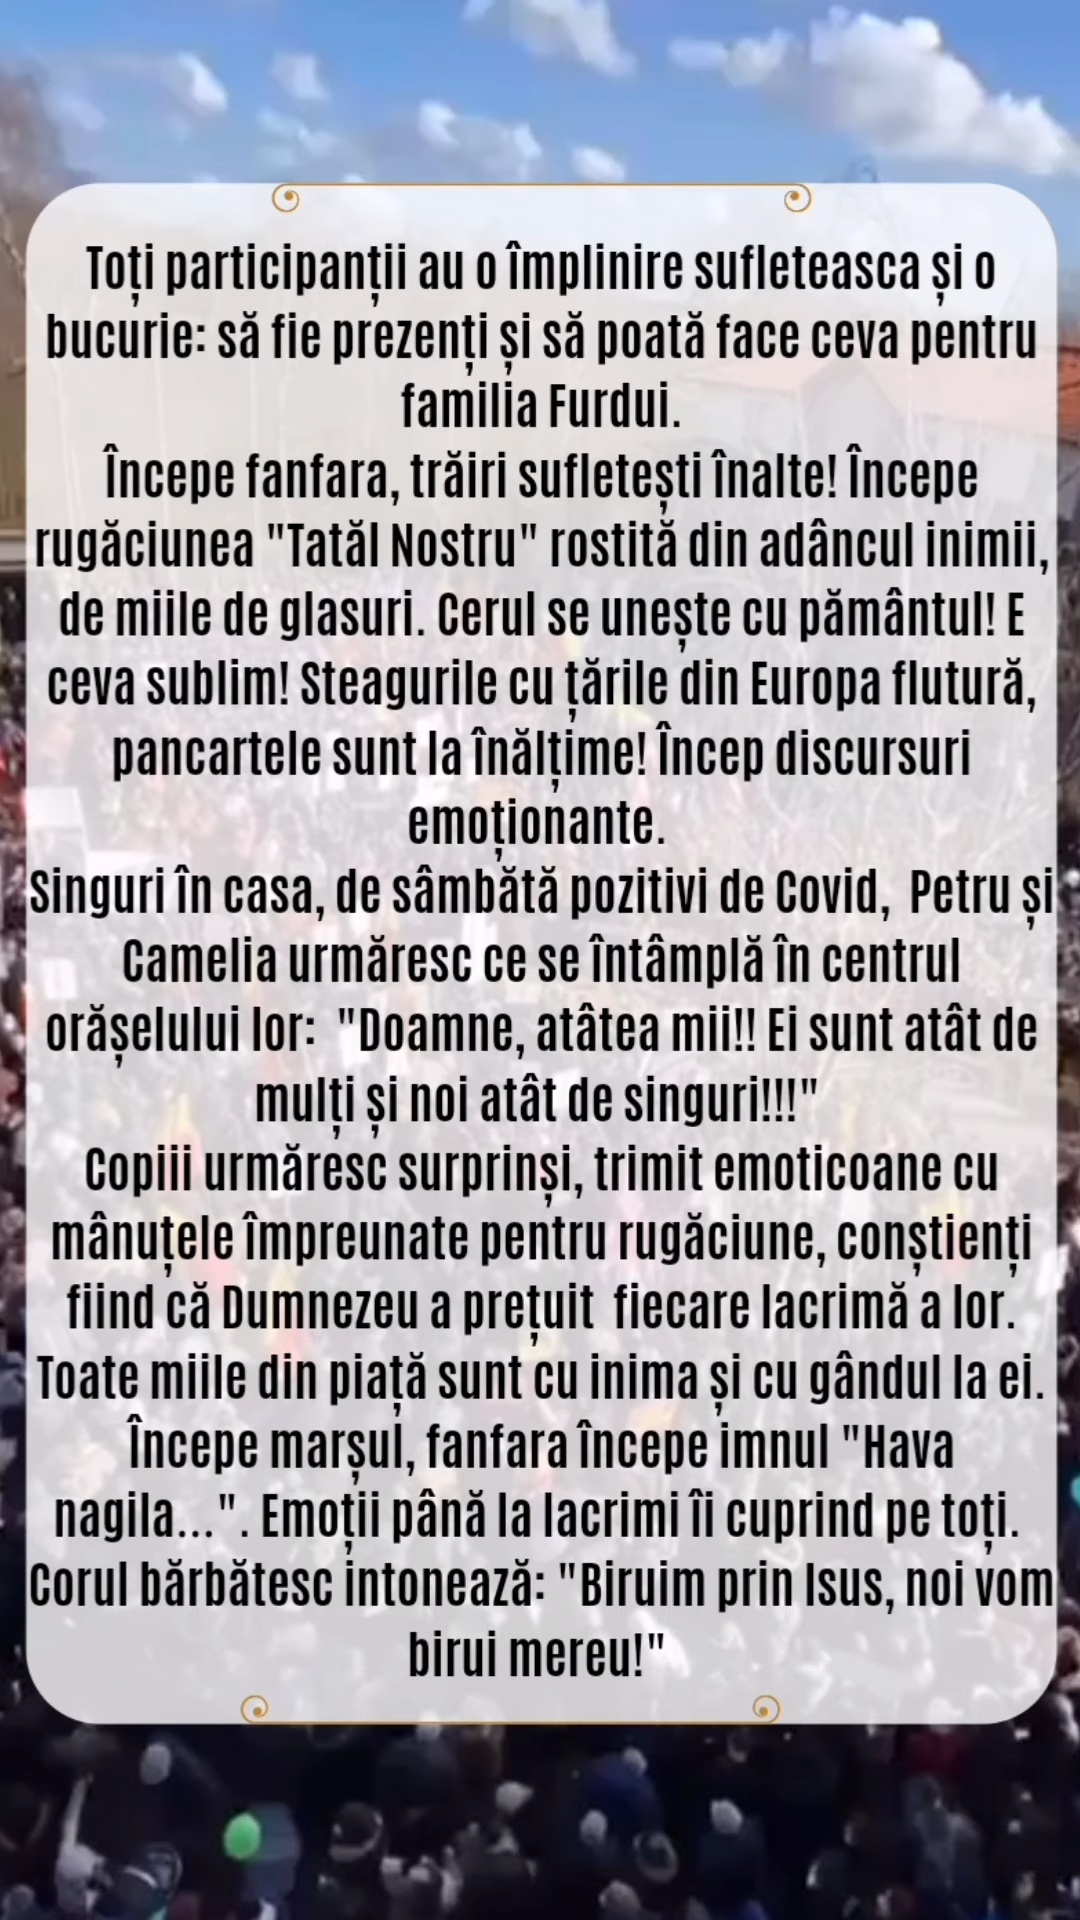 Toți participanții au o împlinire sufleteasca și o
bucurie: să fie prezenți și să poată face ceva pentru
familia Furdui.
Începe fanfara, trăiri sufletești înalte! Începe
rugăciunea "Tatăl Nostru" rostită din adâncul inimii,
de miile de glasuri. Cerul se unește cu pământul! E
ceva sublim! Steagurile cu țările din Europa flutură,
pancartele sunt la înălțime! Încep discursuri
emoționante.
Singuri în casa, de sâmbătă pozitivi de Covid,  Petru și
Camelia urmăresc ce se întâmplă în centrul
orășelului lor:  "Doamne, atâtea mii!! Ei sunt atât de
mulți și noi atât de singuri!!!"
Copiii urmăresc surprinși, trimit emoticoane cu
mânuțele împreunate pentru rugăciune, conștienți
fiind că Dumnezeu a prețuit  fiecare lacrimă a lor.
Toate miile din piață sunt cu inima și cu gândul la ei.
Începe marșul, fanfara începe imnul "Hava
nagila...". Emoții până la lacrimi îi cuprind pe toți.
Corul bărbătesc intonează: "Biruim prin Isus, noi vom
birui mereu!"